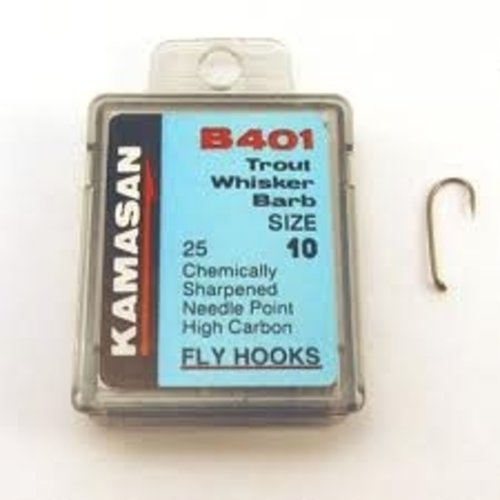 KAMASAN
B401
Trout
Whisker
Barb
SIZE
25 10
Chemically
Sharpened
Needle Point
High Carbon
FLY HOOKS